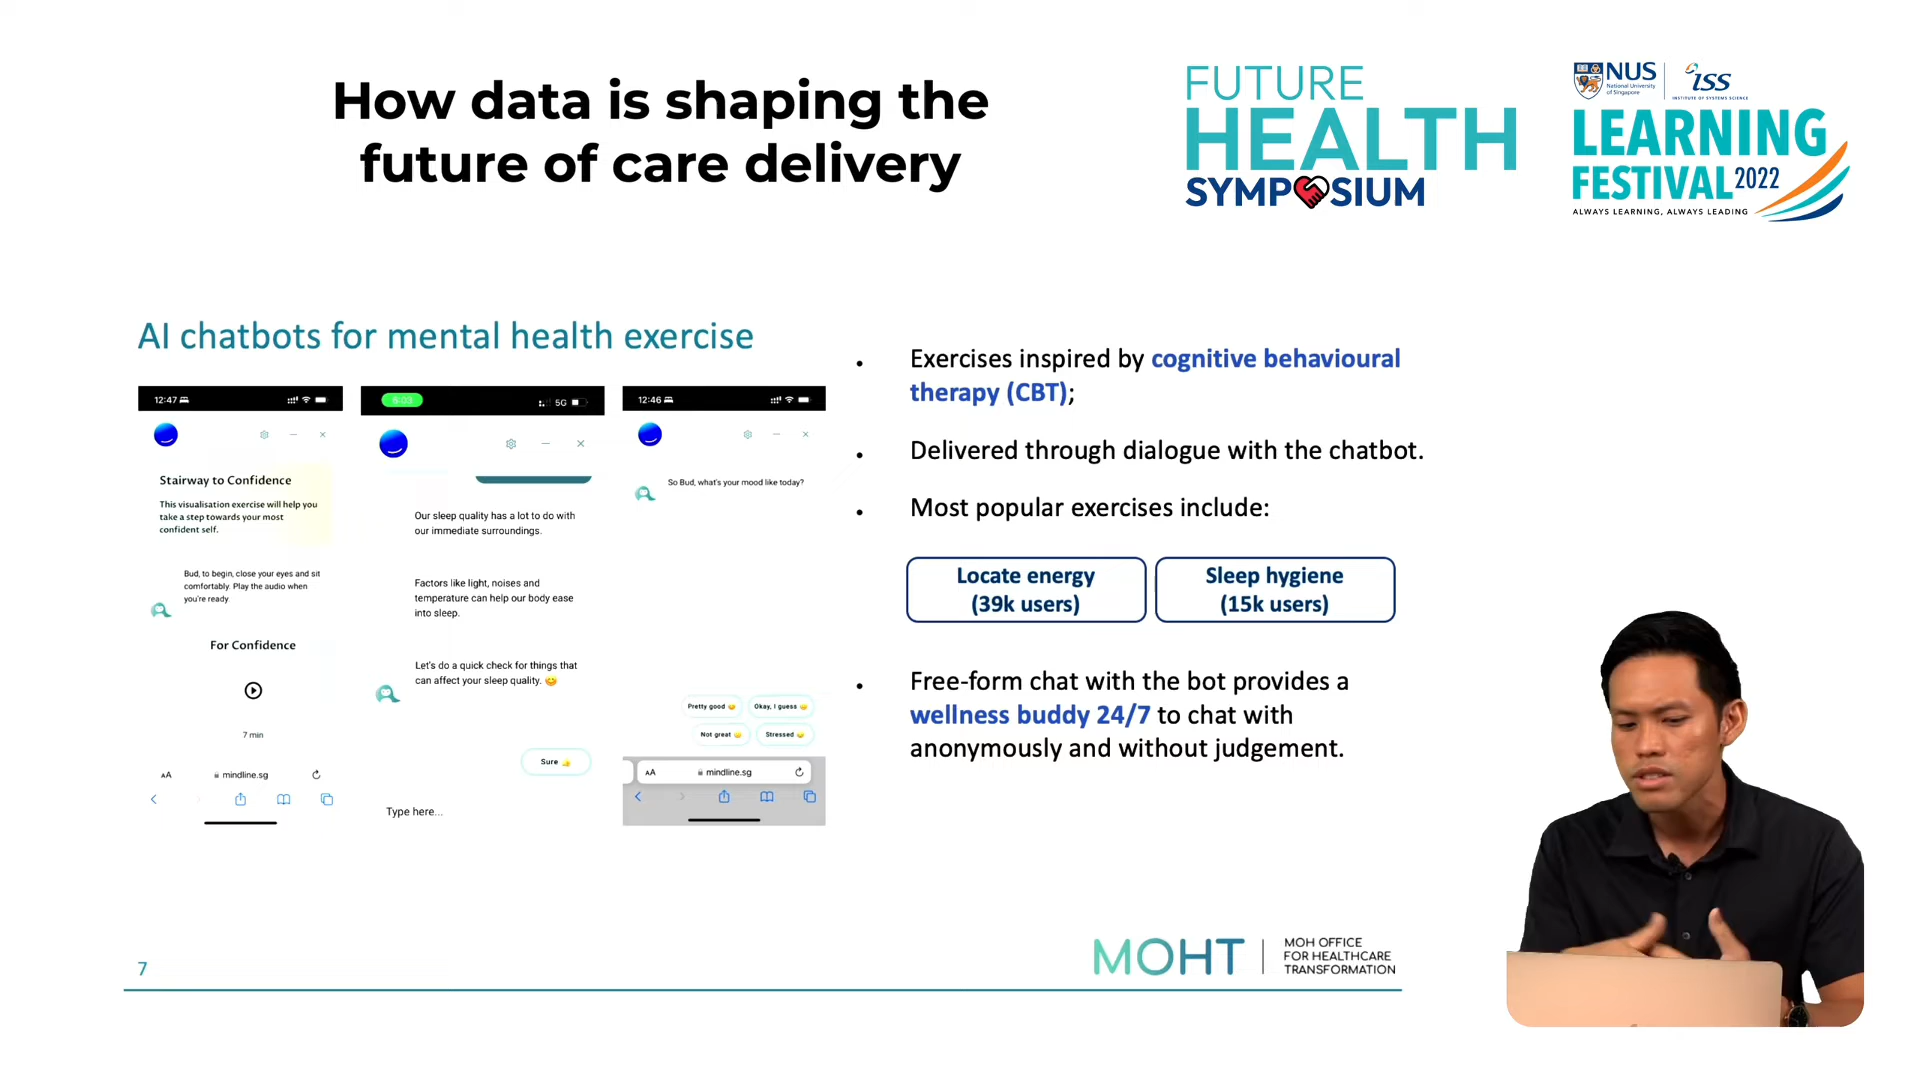 How data is shaping the
future of care delivery
FUTURE
HEALTH
SYMPOSIUM
NUS
National University
of Singapore
iss
INSTITUTE OF SYSTEMS SCIENCE
LEARNING
FESTIVAL 2022
ALWAYS LEARNING, ALWAYS LEADING
AI chatbots for mental health exercise
12:47
Stairway to Confidence
This visualisation exercise will help you
take a step towards your most
confident self.
Bud, to begin, close your eyes and sit
comfortably. Play the audio when
you're ready
For Confidence
7 min
AA
mindline.sg
5G
Our sleep quality has a lot to do with
our immediate surroundings.
Factors like light, noises and
temperature can help our body ease
into sleep.
Let's do a quick check for things that
can affect your sleep quality. 😊
Sure 👍
Type here...
12:46
So Bud, what's your mood like today?
Pretty good
Okay, I guess
Not great
Stressed
AA
mindline.sg
• Exercises inspired by cognitive behavioural
therapy (CBT);
• Delivered through dialogue with the chatbot.
• Most popular exercises include:
Locate energy
(39k users)
Sleep hygiene
(15k users)
• Free-form chat with the bot provides a
wellness buddy 24/7 to chat with
anonymously and without judgement.
7
MOHT
MOH OFFICE
FOR HEALTHCARE
TRANSFORMATION